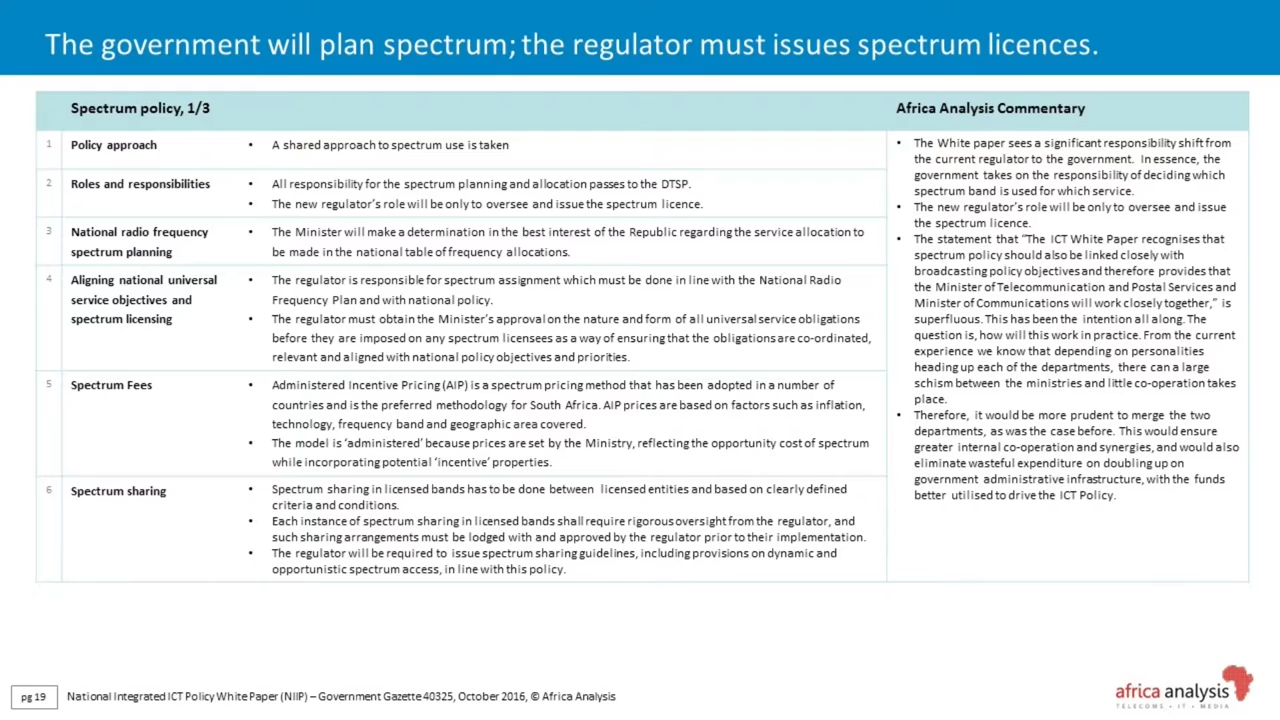 The government will plan spectrum; the regulator must issues spectrum licences.
Spectrum policy, 1/3
Africa Analysis Commentary
1
Policy approach
• A shared approach to spectrum use is taken
2
Roles and responsibilities
• All responsibility for the spectrum planning and allocation passes to the DTSP.
• The new regulator's role will be only to oversee and issue the spectrum licence.
3
National radio frequency
spectrum planning
• The Minister will make a determination in the best interest of the Republic regarding the service allocation to
be made in the national table of frequency allocations.
4
Aligning national universal
service objectives and
spectrum licensing
• The regulator is responsible for spectrum assignment which must be done in line with the National Radio
Frequency Plan and with national policy.
• The regulator must obtain the Minister's approval on the nature and form of all universal service obligations
before they are imposed on any spectrum licensees as a way of ensuring that the obligations are co-ordinated,
relevant and aligned with national policy objectives and priorities.
5
Spectrum Fees
• Administered Incentive Pricing (AIP) is a spectrum pricing method that has been adopted in a number of
countries and is the preferred methodology for South Africa. AIP prices are based on factors such as inflation,
technology, frequency band and geographic area covered.
• The model is 'administered' because prices are set by the Ministry, reflecting the opportunity cost of spectrum
while incorporating potential 'incentive' properties.
6
Spectrum sharing
• Spectrum sharing in licensed bands has to be done between licensed entities and based on clearly defined
criteria and conditions.
• Each instance of spectrum sharing in licensed bands shall require rigorous oversight from the regulator, and
such sharing arrangements must be lodged with and approved by the regulator prior to their implementation.
• The regulator will be required to issue spectrum sharing guidelines, including provisions on dynamic and
opportunistic spectrum access, in line with this policy.
• The White paper sees a significant responsibility shift from
the current regulator to the government. In essence, the
government takes on the responsibility of deciding which
spectrum band is used for which service.
• The new regulator's role will be only to oversee and issue
the spectrum licence.
• The statement that "The ICT White Paper recognises that
spectrum policy should also be linked closely with
broadcasting policy objectives and therefore provides that
the Minister of Telecommunication and Postal Services and
Minister of Communications will work closely together," is
superfluous. This has been the intention all along. The
question is, how will this work in practice. From the current
experience we know that depending on personalities
heading up each of the departments, there can a large
schism between the ministries and little co-operation takes
place.
• Therefore, it would be more prudent to merge the two
departments, as was the case before. This would ensure
greater internal co-operation and synergies, and would also
eliminate wasteful expenditure on doubling up on
government administrative infrastructure, with the funds
better utilised to drive the ICT Policy.
pg 19
National Integrated ICT Policy White Paper (NIIP) – Government Gazette 40325, October 2016, © Africa Analysis
africa analysis
TELECOMS • IT • MEDIA